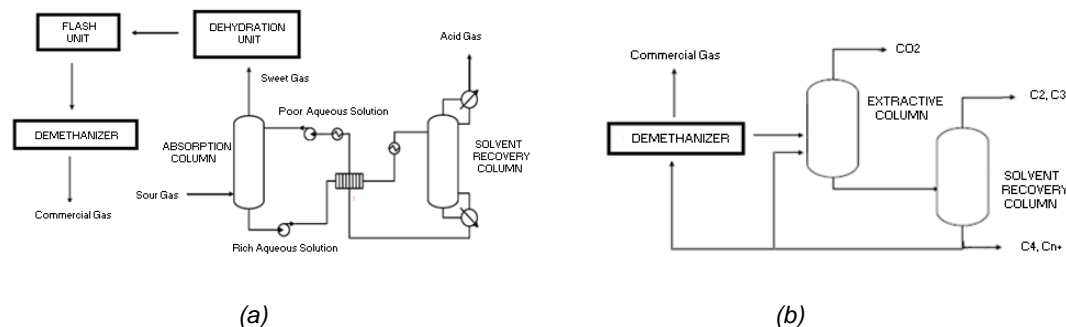 FLASH
UNIT
DEHYDRATION
UNIT
Acid Gas
Sweet Gas
Poor Aqueous Solution
DEMETHANIZER
ABSORPTION
COLUMN
SOLVENT
RECOVERY
COLUMN
Sour Gas
Commercial Gas
Rich Aqueous Solution
(a)
Commercial Gas
CO2
EXTRACTIVE
COLUMN
C2, C3
DEMETHANIZER
SOLVENT
RECOVERY
COLUMN
C4, Cn+
(b)